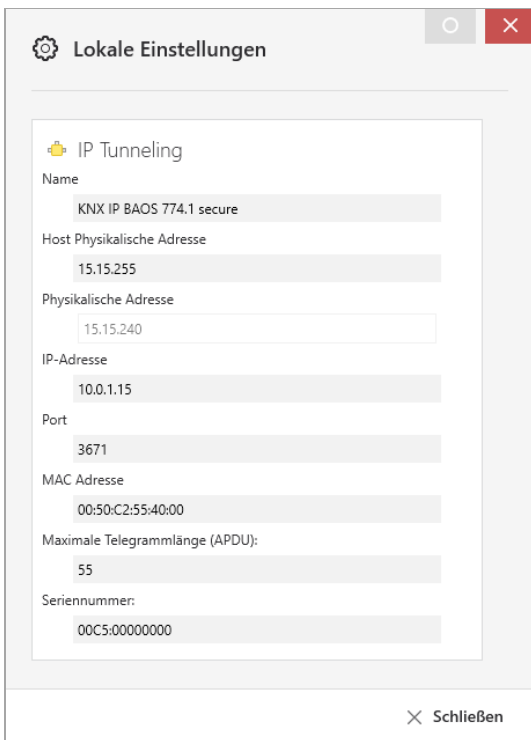 Lokale Einstellungen
IP Tunneling
Name
KNX IP BAOS 774.1 secure
Host Physikalische Adresse
15.15.255
Physikalische Adresse
15.15.240
IP-Adresse
10.0.1.15
Port
3671
MAC Adresse
00:50:C2:55:40:00
Maximale Telegrammlänge (APDU):
55
Seriennummer:
00C5:00000000
Schließen